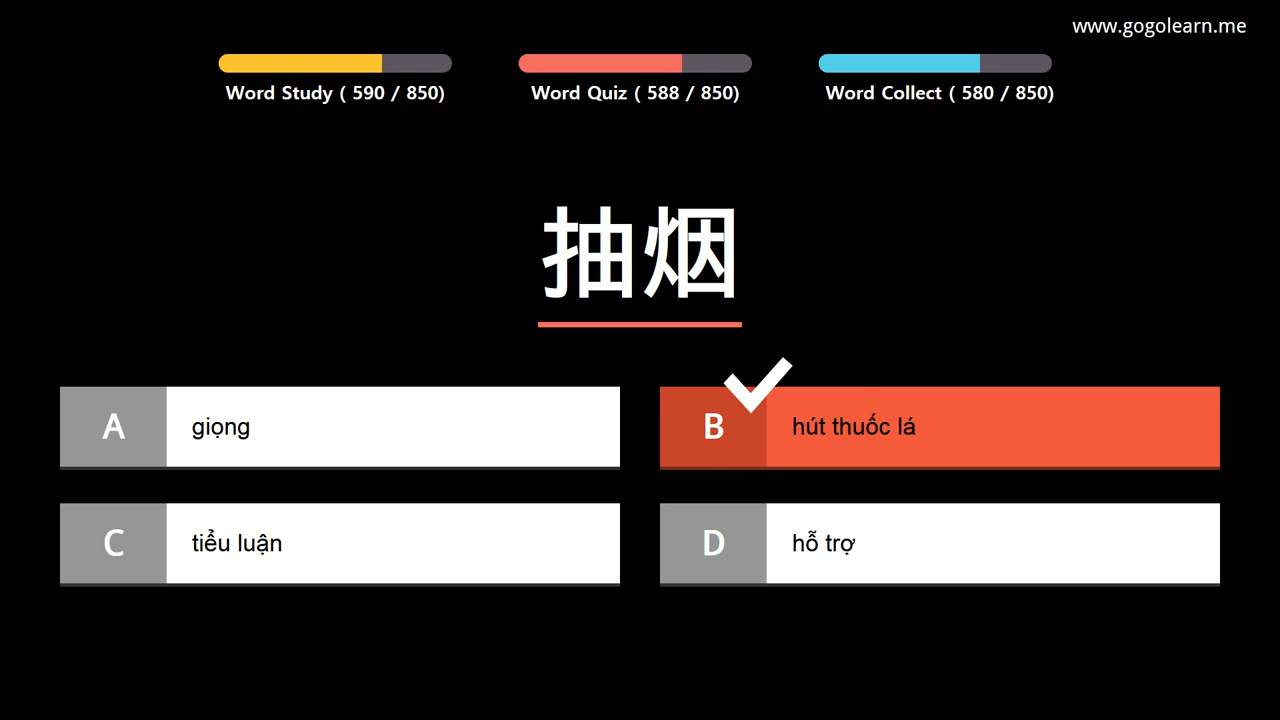 www.gogolearn.me
Word Study ( 590 / 850)
Word Quiz ( 588 / 850)
Word Collect ( 580 / 850)
抽烟
A
giọng
B
hút thuốc lá
C
tiểu luận
D
hỗ trợ